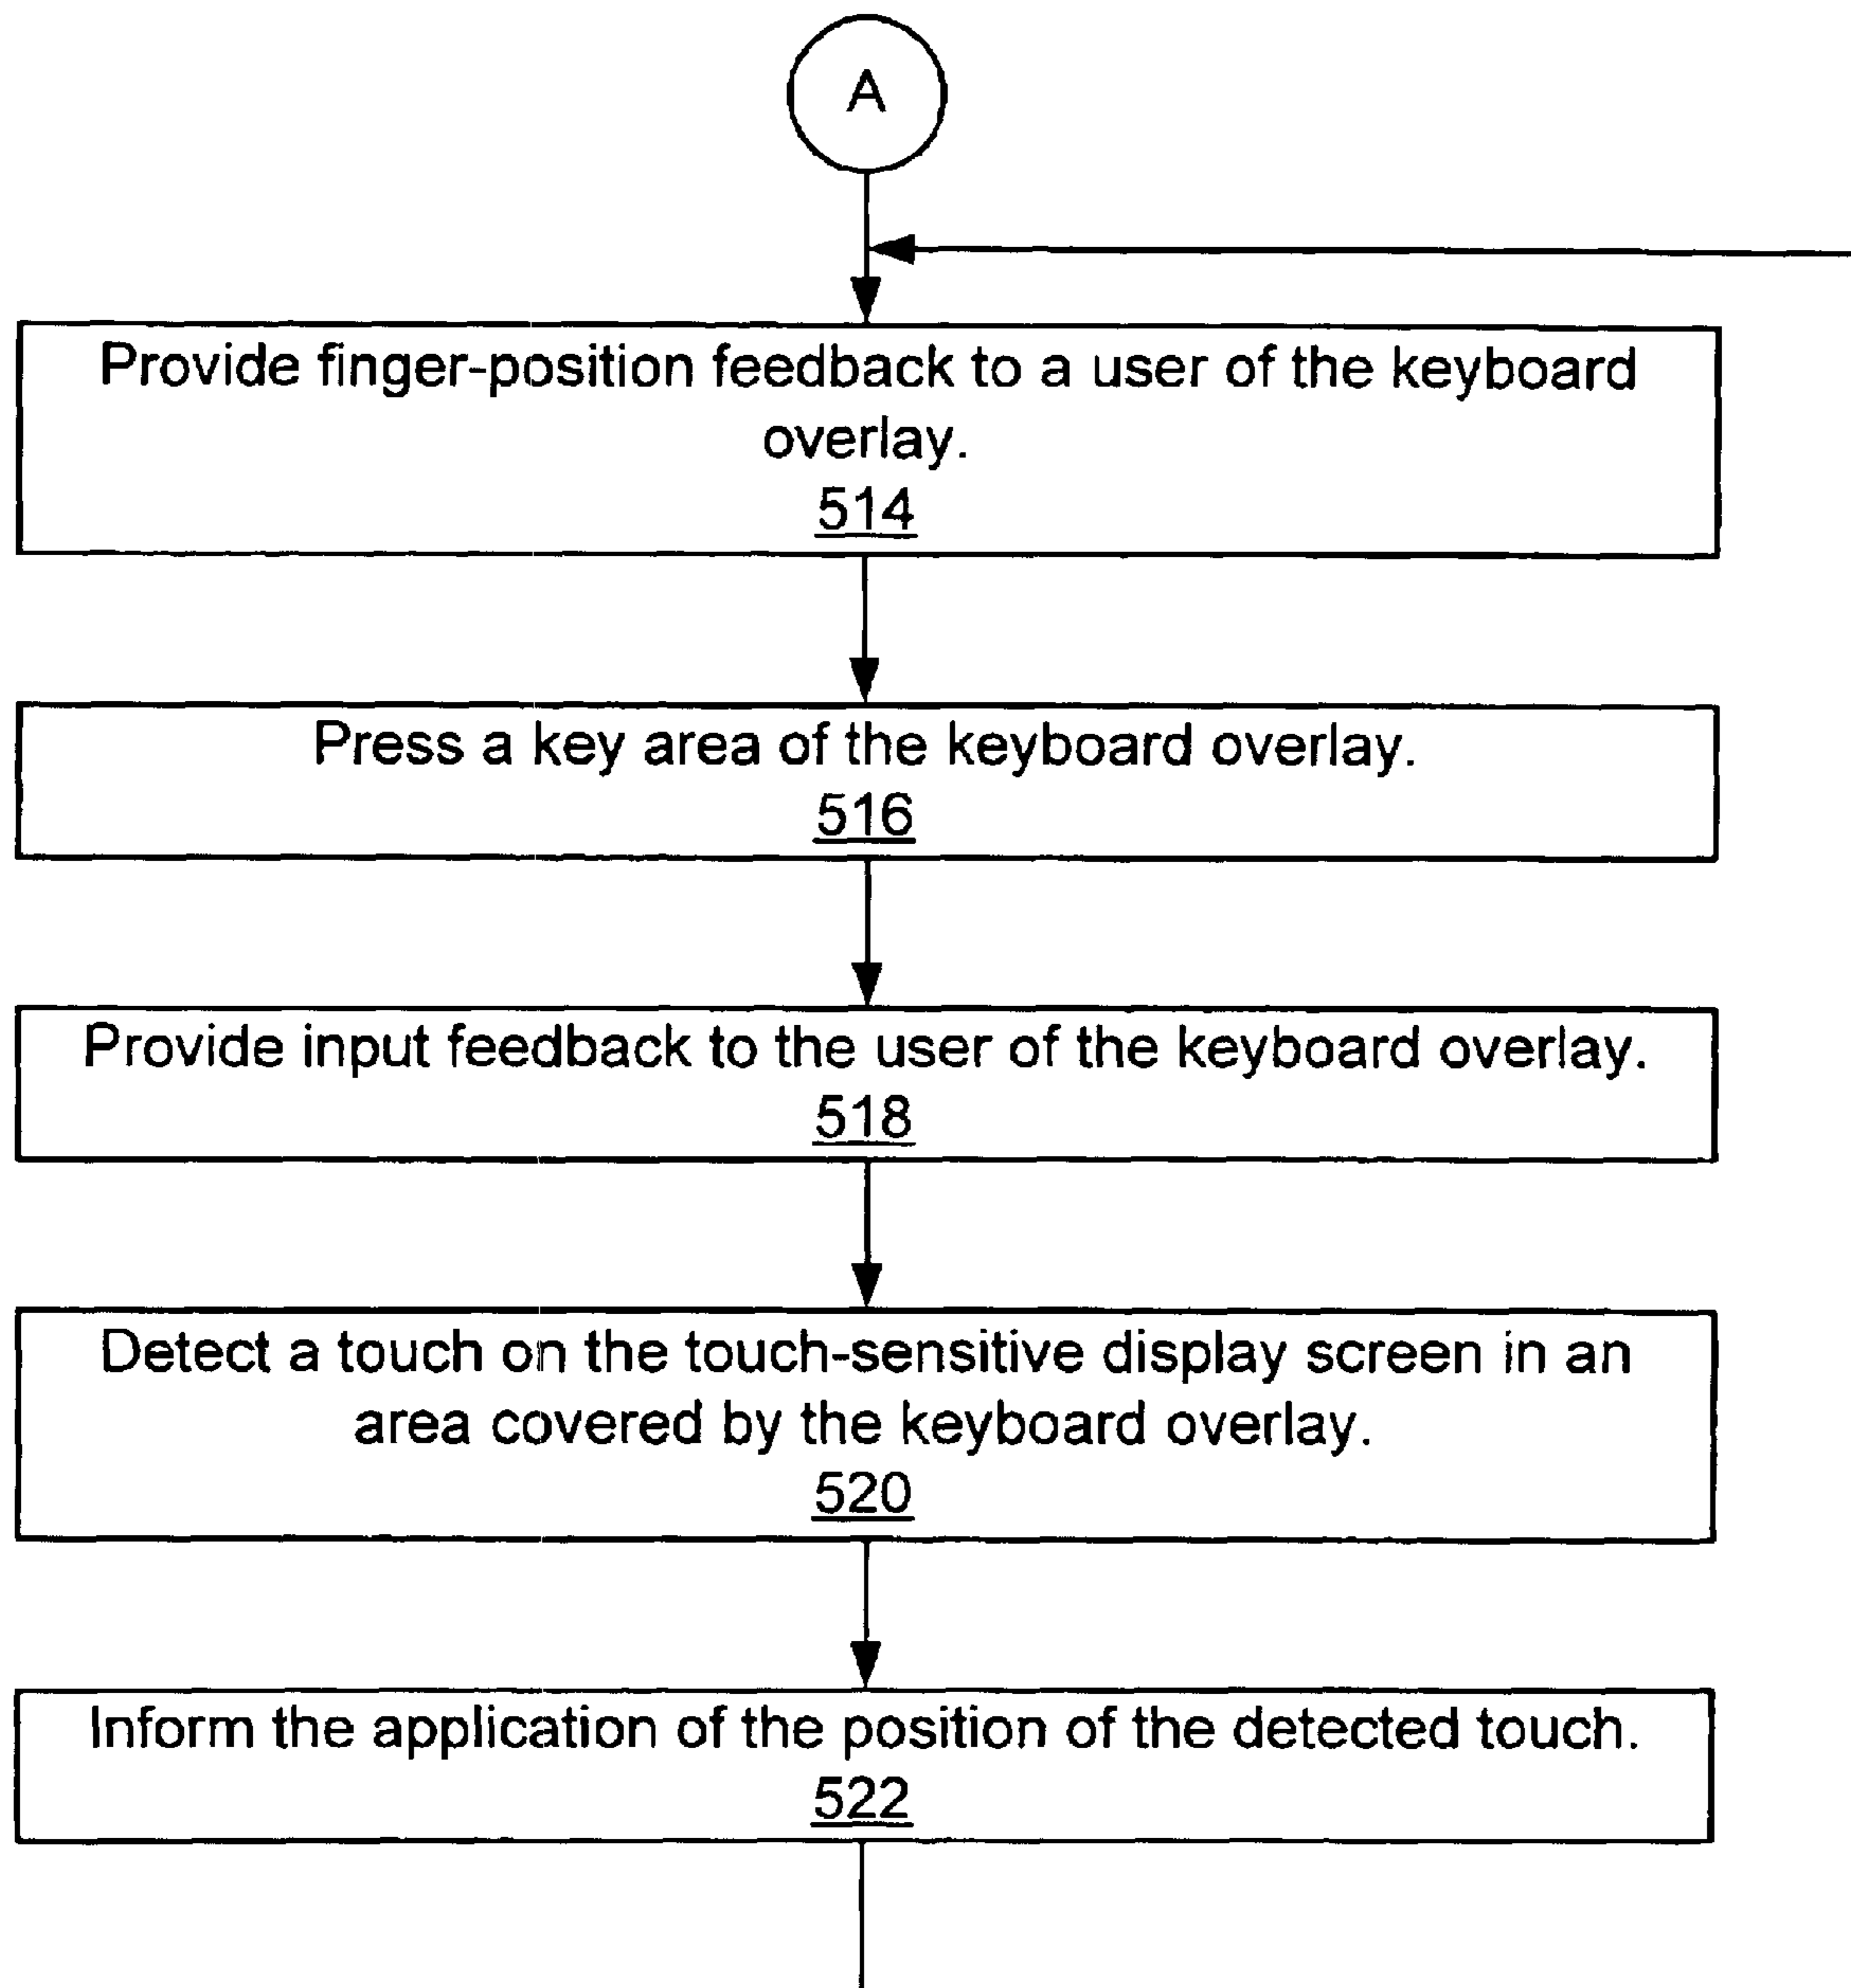 A
Provide finger-position feedback to a user of the keyboard
overlay.
514
Press a key area of the keyboard overlay.
516
Provide input feedback to the user of the keyboard overlay.
518
Detect a touch on the touch-sensitive display screen in an
area covered by the keyboard overlay.
520
Inform the application of the position of the detected touch.
522